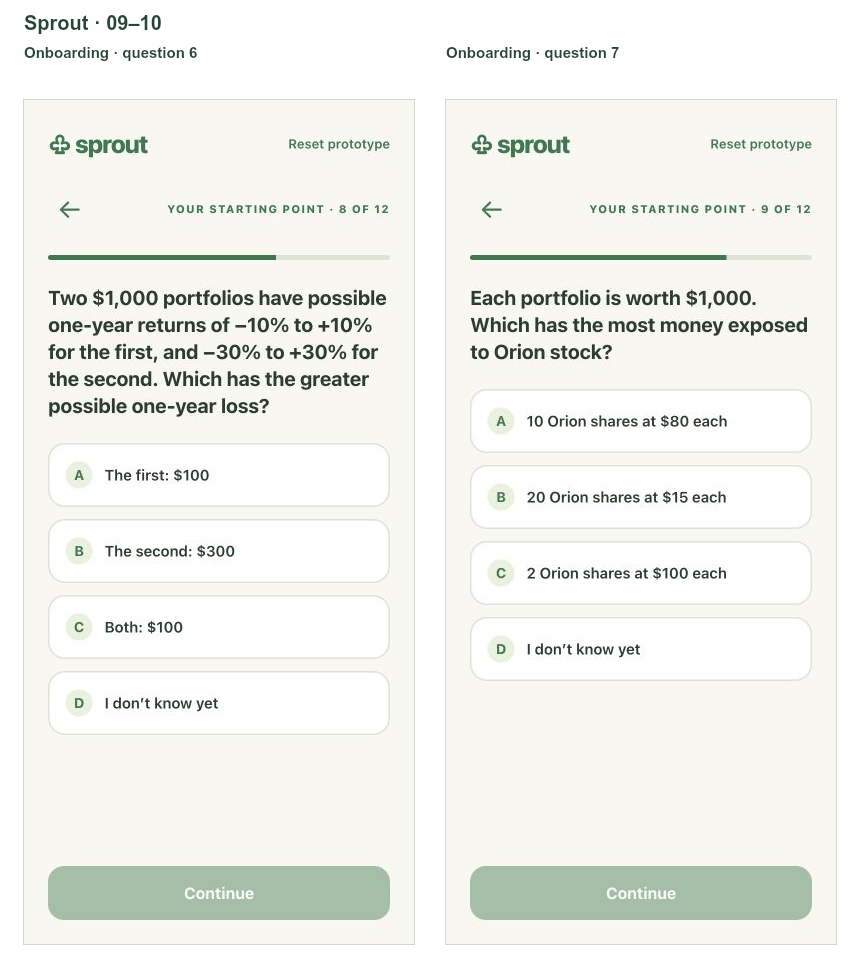 Sprout · 09–10
Onboarding · question 6
sprout
Reset prototype
YOUR STARTING POINT · 8 OF 12
Two $1,000 portfolios have possible
one-year returns of −10% to +10%
for the first, and −30% to +30% for
the second. Which has the greater
possible one-year loss?
A The first: $100
B The second: $300
C Both: $100
D I don’t know yet
Continue
Onboarding · question 7
sprout
Reset prototype
YOUR STARTING POINT · 9 OF 12
Each portfolio is worth $1,000.
Which has the most money exposed
to Orion stock?
A 10 Orion shares at $80 each
B 20 Orion shares at $15 each
C 2 Orion shares at $100 each
D I don’t know yet
Continue